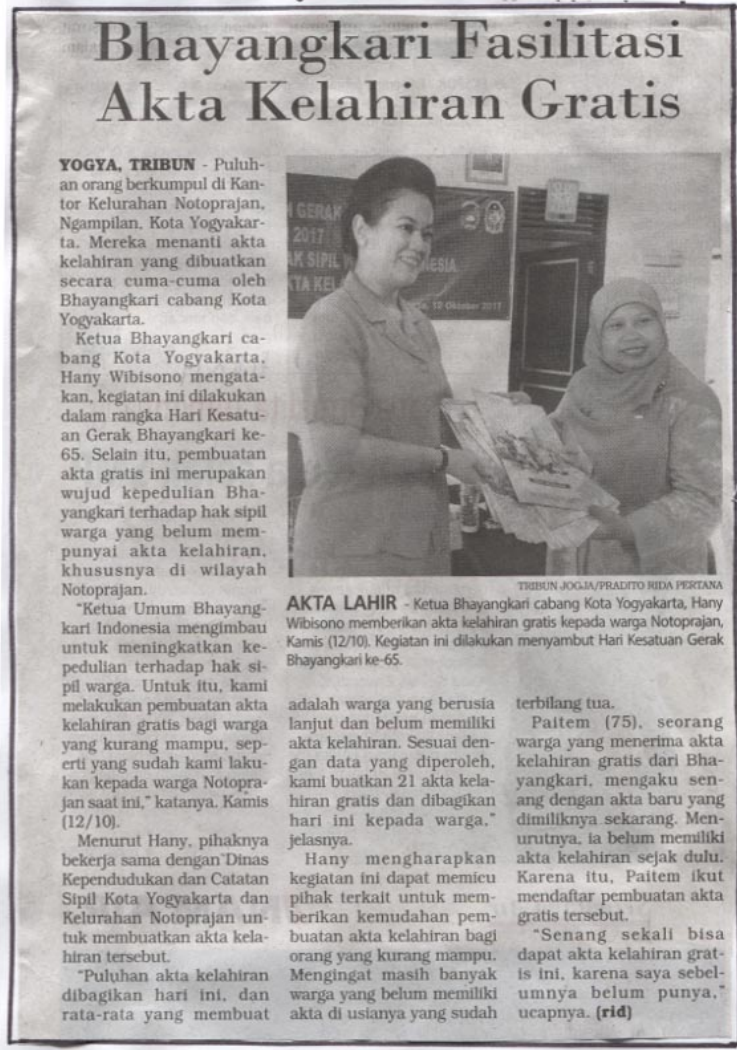 Bhayangkari Fasilitasi
Akta Kelahiran Gratis
YOGYA, TRIBUN - Puluh-
an orang berkumpul di Kan-
tor Kelurahan Notoprajan,
Ngampilan, Kota Yogyakar-
ta. Mereka menanti akta
kelahiran yang dibuatkan
secara cuma-cuma oleh
Bhayangkari cabang Kota
Yogyakarta.
Ketua Bhayangkari ca-
bang Kota Yogyakarta,
Hany Wibisono mengata-
kan, kegiatan ini dilakukan
dalam rangka Hari Kesatu-
an Gerak Bhayangkari ke-
65. Selain itu, pembuatan
akta gratis ini merupakan
wujud kepedulian Bha-
yangkari terhadap hak sipil
warga yang belum mem-
punyai akta kelahiran,
khususnya di wilayah
Notoprajan.
"Ketua Umum Bhayang-
kari Indonesia mengimbau
untuk meningkatkan ke-
pedulian terhadap hak si-
pil warga. Untuk itu, kami
melakukan pembuatan akta
kelahiran gratis bagi warga
yang kurang mampu, sep-
erti yang sudah kami laku-
kan kepada warga Notopra-
jan saat ini," katanya, Kamis
(12/10).
Menurut Hany, pihaknya
bekerja sama dengan Dinas
Kependudukan dan Catatan
Sipil Kota Yogyakarta dan
Kelurahan Notoprajan un-
tuk membuatkan akta kela-
hiran tersebut.
"Puluhan akta kelahiran
dibagikan hari ini, dan
rata-rata yang membuat
N GERAK
2017
AK SIPIL W NESIA
KTA KEL
12 Oktober 2017
TRIBUN JOGJA/PRADITO RIDA PERTANA
AKTA LAHIR - Ketua Bhayangkari cabang Kota Yogyakarta, Hany
Wibisono memberikan akta kelahiran gratis kepada warga Notoprajan,
Kamis (12/10). Kegiatan ini dilakukan menyambut Hari Kesatuan Gerak
Bhayangkari ke-65.
adalah warga yang berusia
lanjut dan belum memiliki
akta kelahiran. Sesuai den-
gan data yang diperoleh,
kami buatkan 21 akta kela-
hiran gratis dan dibagikan
hari ini kepada warga,"
jelasnya.
Hany mengharapkan
kegiatan ini dapat memicu
pihak terkait untuk mem-
berikan kemudahan pem-
buatan akta kelahiran bagi
orang yang kurang mampu.
Mengingat masih banyak
warga yang belum memiliki
akta di usianya yang sudah
terbilang tua.
Paitem (75), seorang
warga yang menerima akta
kelahiran gratis dari Bha-
yangkari, mengaku sen-
ang dengan akta baru yang
dimiliknya sekarang. Men-
urutnya, ia belum memiliki
akta kelahiran sejak dulu.
Karena itu, Paitem ikut
mendaftar pembuatan akta
gratis tersebut.
"Senang sekali bisa
dapat akta kelahiran grat-
is ini, karena saya sebel-
umnya belum punya,"
ucapnya. (rid)